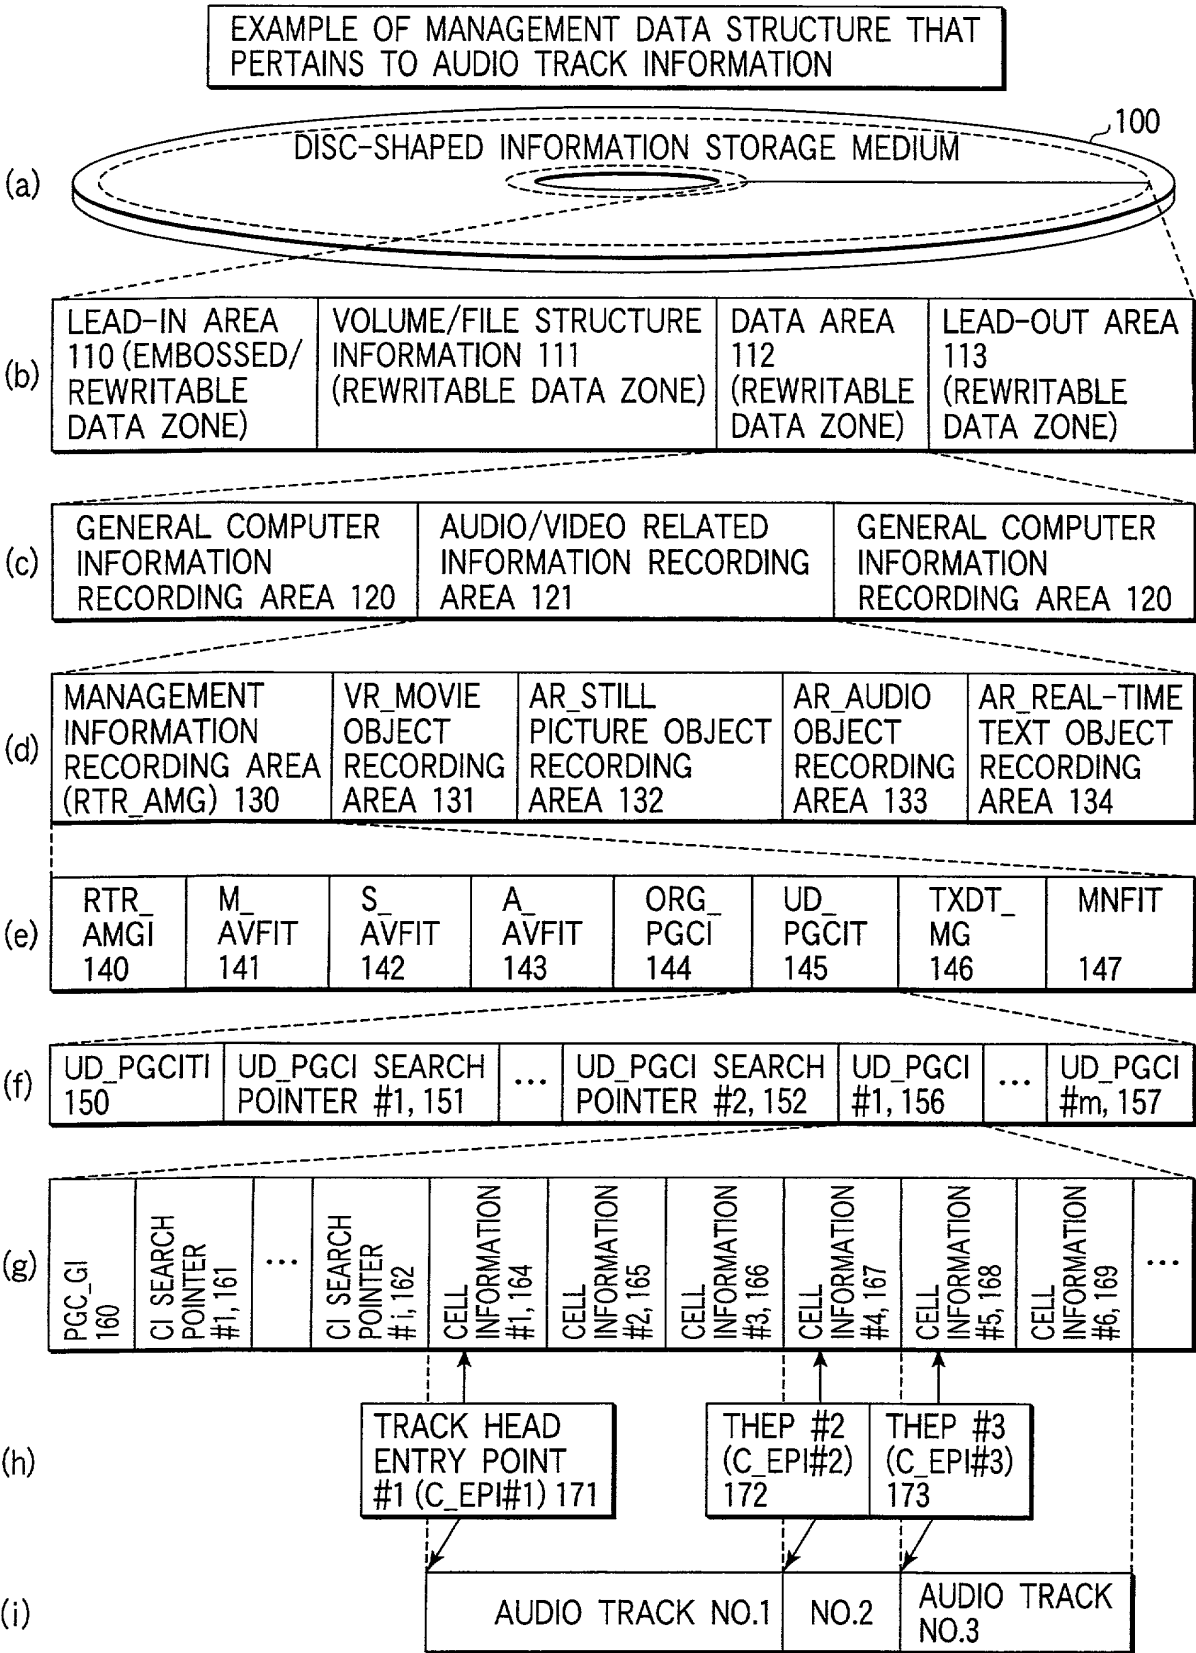 EXAMPLE OF MANAGEMENT DATA STRUCTURE THAT
PERTAINS TO AUDIO TRACK INFORMATION
100
DISC-SHAPED INFORMATION STORAGE MEDIUM
(a)
(b)
LEAD-IN AREA
110 (EMBOSSED/
REWRITABLE
DATA ZONE)
VOLUME/FILE STRUCTURE
INFORMATION 111
(REWRITABLE DATA ZONE)
DATA AREA
112
(REWRITABLE
DATA ZONE)
LEAD-OUT AREA
113
(REWRITABLE
DATA ZONE)
(c)
GENERAL COMPUTER
INFORMATION
RECORDING AREA 120
AUDIO/VIDEO RELATED
INFORMATION RECORDING
AREA 121
GENERAL COMPUTER
INFORMATION
RECORDING AREA 120
(d)
MANAGEMENT
INFORMATION
RECORDING AREA
(RTR_AMG) 130
VR_MOVIE
OBJECT
RECORDING
AREA 131
AR_STILL
PICTURE OBJECT
RECORDING
AREA 132
AR_AUDIO
OBJECT
RECORDING
AREA 133
AR_REAL-TIME
TEXT OBJECT
RECORDING
AREA 134
(e)
RTR_
AMGI
140
M_
AVFIT
141
S_
AVFIT
142
A_
AVFIT
143
ORG_
PGCI
144
UD_
PGCIT
145
TXDT_
MG
146
MNFIT
147
(f)
UD_PGCITI
150
UD_PGCI SEARCH
POINTER #1, 151
...
UD_PGCI SEARCH
POINTER #2, 152
UD_PGCI
#1, 156
...
UD_PGCI
#m, 157
(g)
PGC_GI
160
CI SEARCH
POINTER
#1, 161
...
CI SEARCH
POINTER
# i, 162
CELL
INFORMATION
#1, 164
CELL
INFORMATION
#2, 165
CELL
INFORMATION
#3, 166
CELL
INFORMATION
#4, 167
CELL
INFORMATION
#5, 168
CELL
INFORMATION
#6, 169
...
(h)
TRACK HEAD
ENTRY POINT
#1 (C_EPI#1) 171
THEP #2
(C_EPI#2)
172
THEP #3
(C_EPI#3)
173
(i)
AUDIO TRACK NO.1
NO.2
AUDIO TRACK
NO.3